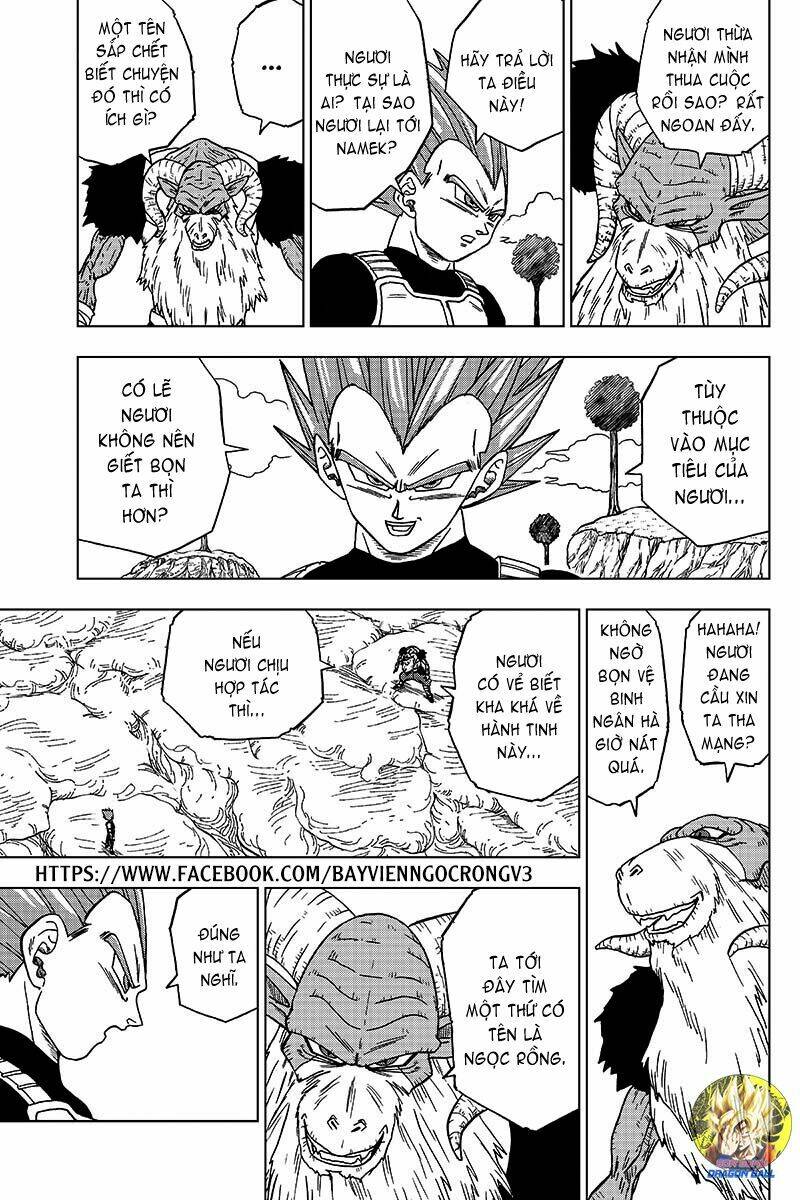 NGƯƠI THỪA
NHẬN MÌNH
THUA CUỘC
RỒI SAO? RẤT
NGOAN ĐẤY.
HÃY TRẢ LỜI
TA ĐIỀU
NÀY!
NGƯƠI
THỰC SỰ LÀ
AI? TẠI SAO
NGƯƠI LẠI TỚI
NAMEK?
...
MỘT TÊN
SẮP CHẾT
BIẾT CHUYỆN
ĐÓ THÌ CÓ
ÍCH GÌ?
TÙY
THUỘC
VÀO MỤC
TIÊU CỦA
NGƯƠI...
CÓ LẼ
NGƯƠI
KHÔNG NÊN
GIẾT BỌN
TA THÌ
HƠN?
HAHAHA!
NGƯƠI
ĐANG
CẦU XIN
TA THA
MẠNG?
KHÔNG
NGỜ
BỌN VỆ
BINH
NGÂN HÀ
GIỜ NÁT
QUÁ.
NGƯƠI
CÓ VẺ BIẾT
KHA KHÁ VỀ
HÀNH TINH
NÀY...
NẾU
NGƯƠI CHỊU
HỢP TÁC
THÌ...
HTTPS://WWW.FACEBOOK.COM/BAYVIENNGOCRONGV3
TA TỚI
ĐÂY TÌM
MỘT THỨ CÓ
TÊN LÀ
NGỌC RỒNG.
ĐÚNG
NHƯ TA
NGHĨ.
DRAGON BALL